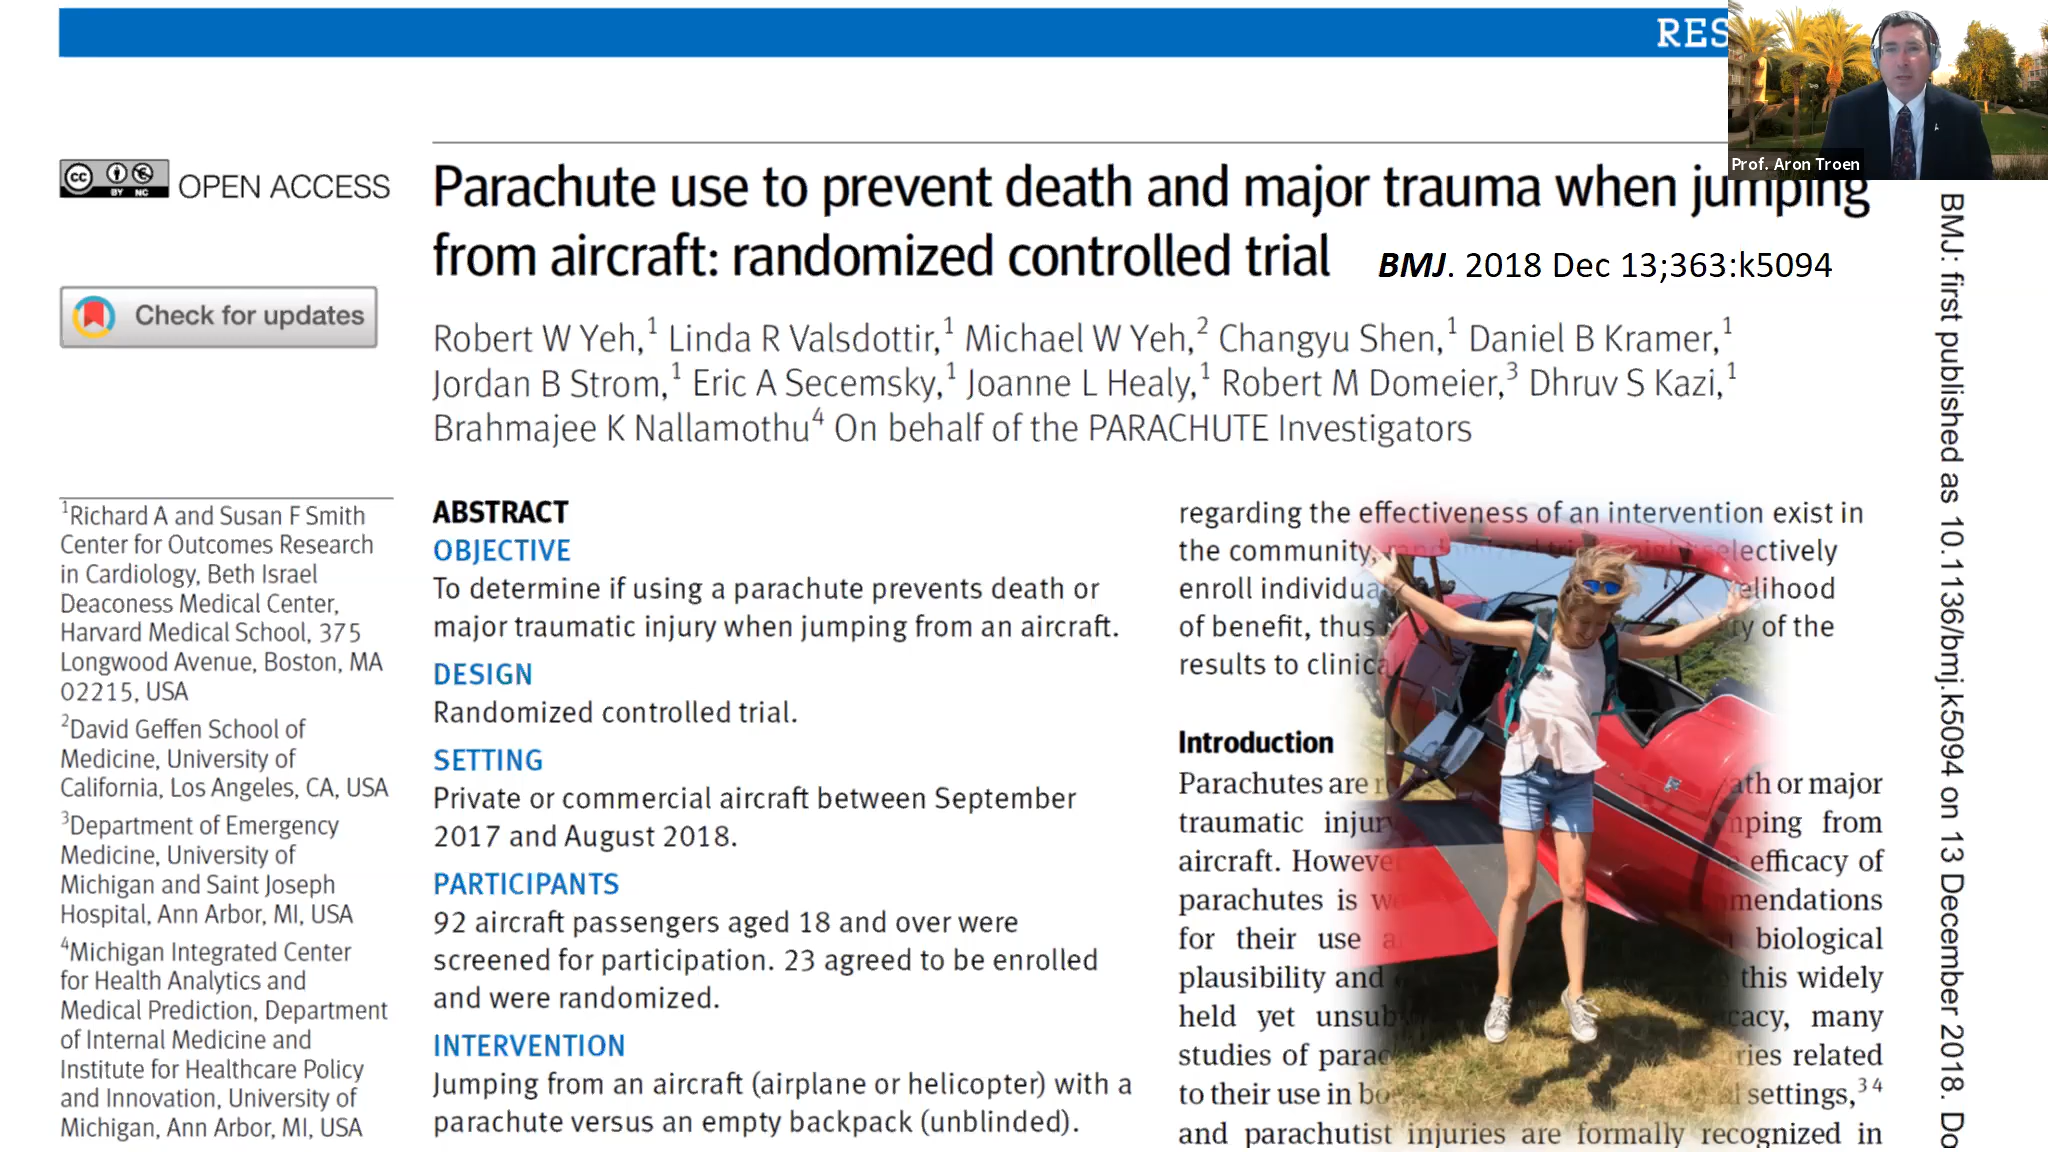 RES
Prof. Aron Troen
cc BY NC OPEN ACCESS
Check for updates
Parachute use to prevent death and major trauma when jumping
from aircraft: randomized controlled trial
BMJ. 2018 Dec 13;363:k5094
Robert W Yeh,1 Linda R Valsdottir,1 Michael W Yeh,2 Changyu Shen,1 Daniel B Kramer,1
Jordan B Strom,1 Eric A Secemsky,1 Joanne L Healy,1 Robert M Domeier,3 Dhruv S Kazi,1
Brahmajee K Nallamothu4 On behalf of the PARACHUTE Investigators
1Richard A and Susan F Smith
Center for Outcomes Research
in Cardiology, Beth Israel
Deaconess Medical Center,
Harvard Medical School, 375
Longwood Avenue, Boston, MA
02215, USA
2David Geffen School of
Medicine, University of
California, Los Angeles, CA, USA
3Department of Emergency
Medicine, University of
Michigan and Saint Joseph
Hospital, Ann Arbor, MI, USA
4Michigan Integrated Center
for Health Analytics and
Medical Prediction, Department
of Internal Medicine and
Institute for Healthcare Policy
and Innovation, University of
Michigan, Ann Arbor, MI, USA
ABSTRACT
OBJECTIVE
To determine if using a parachute prevents death or
major traumatic injury when jumping from an aircraft.
DESIGN
Randomized controlled trial.
SETTING
Private or commercial aircraft between September
2017 and August 2018.
PARTICIPANTS
92 aircraft passengers aged 18 and over were
screened for participation. 23 agreed to be enrolled
and were randomized.
INTERVENTION
Jumping from an aircraft (airplane or helicopter) with a
parachute versus an empty backpack (unblinded).
regarding the effectiveness of an intervention exist in
the community, randomized selectively
enroll individua elihood
of benefit, thus y of the
results to clinica
Introduction
Parachutes are ath or major
traumatic injury mping from
aircraft. Howeve efficacy of
parachutes is mendations
for their use biological
plausibility and this widely
held yet unsub cacy, many
studies of parac ries related
to their use in bo settings,3 4
and parachutist injuries are formally recognized in
BMJ: first published as 10.1136/bmj.k5094 on 13 December 2018. Do